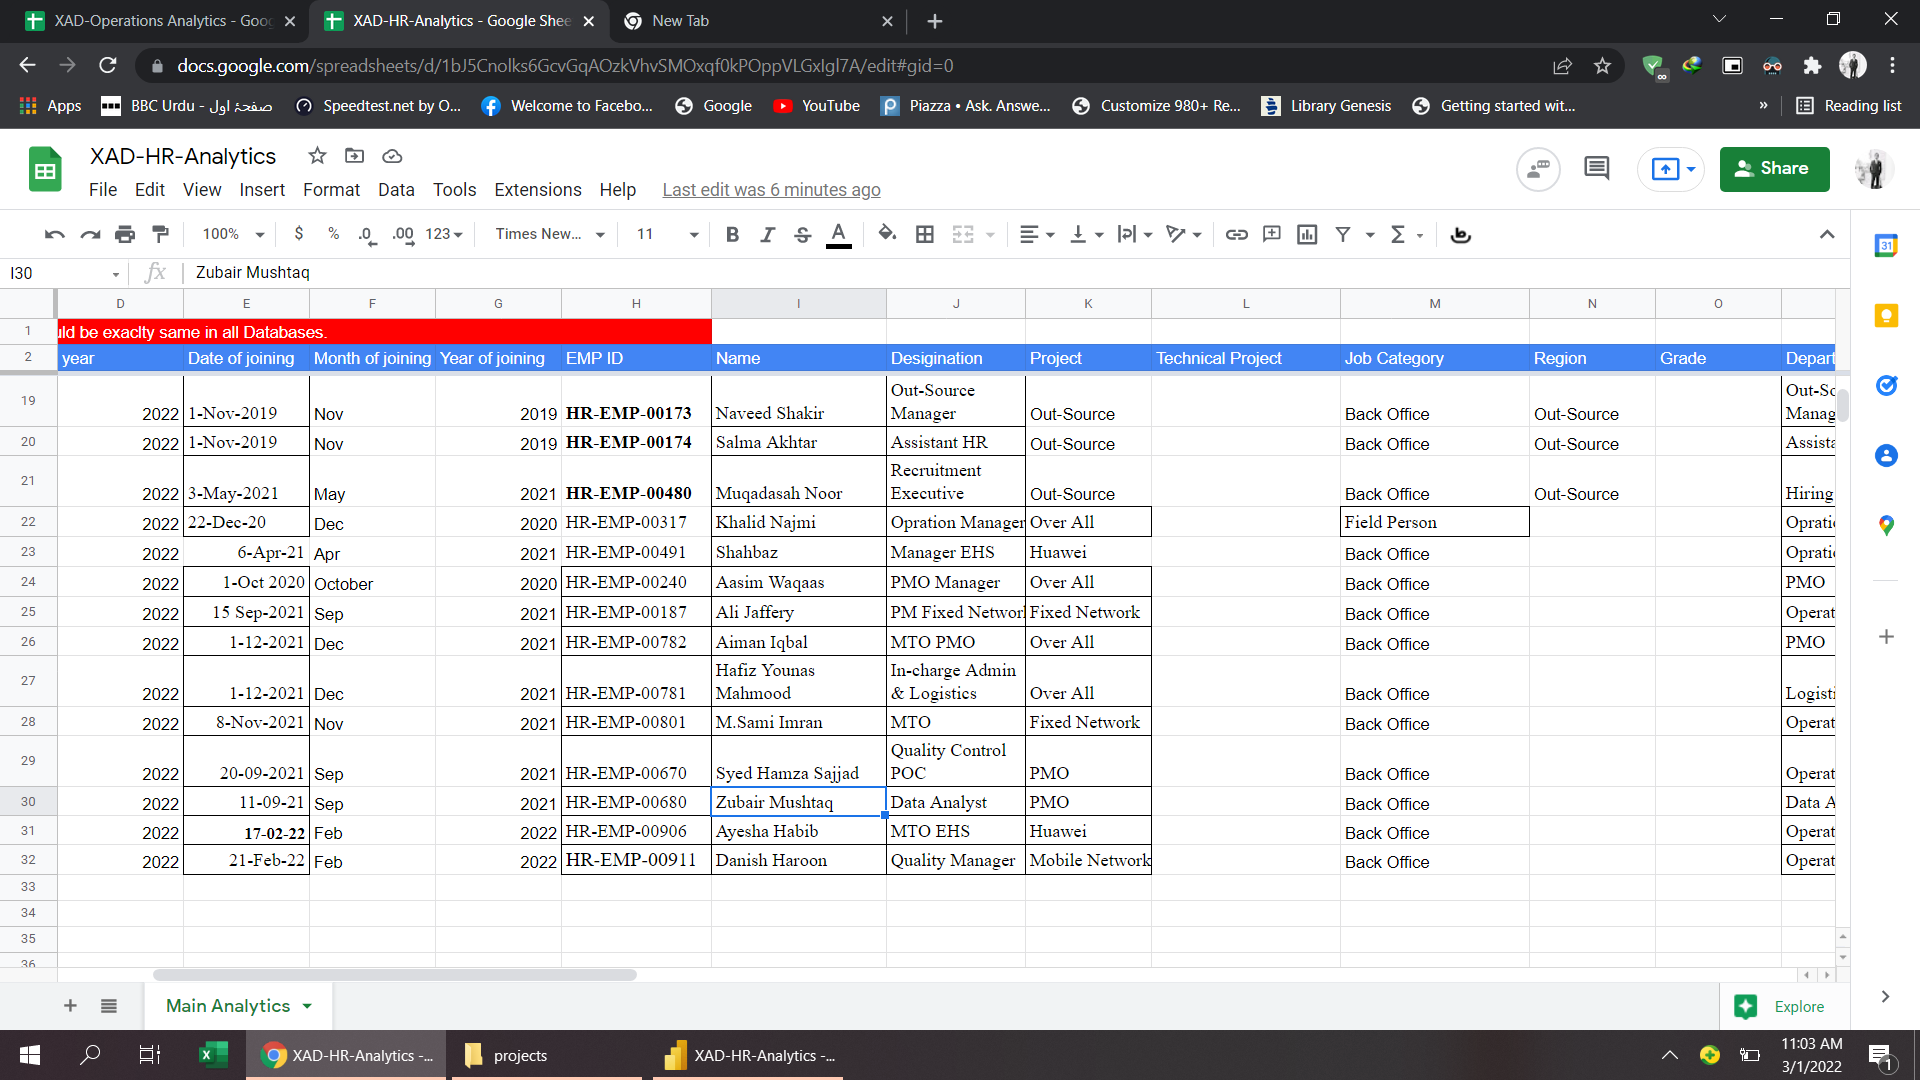 XAD-Operations Analytics - Goog
XAD-HR-Analytics - Google Shee
New Tab
docs.google.com/spreadsheets/d/1bJ5Cnolks6GcvGqAOzkVhvSMOxqf0kPOppVLGxIgl7A/edit#gid=0
Apps
BBC Urdu - صفحۂ اول
Speedtest.net by O...
Welcome to Facebo...
Google
YouTube
Piazza • Ask. Answe...
Customize 980+ Re...
Library Genesis
Getting started wit...
»
Reading list
XAD-HR-Analytics
File Edit View Insert Format Data Tools Extensions Help Last edit was 6 minutes ago
Share
100% $ % .0 .00 123 Times New... 11 B I S A
31
I30 fx Zubair Mushtaq
D E F G H I J K L M N O
1 uld be exaclty same in all Databases.
2 year Date of joining Month of joining Year of joining EMP ID Name Desigination Project Technical Project Job Category Region Grade Depart
19 2022 1-Nov-2019 Nov 2019 HR-EMP-00173 Naveed Shakir Out-Source Manager Out-Source Back Office Out-Source Out-So Manag
20 2022 1-Nov-2019 Nov 2019 HR-EMP-00174 Salma Akhtar Assistant HR Out-Source Back Office Out-Source Assista
21 2022 3-May-2021 May 2021 HR-EMP-00480 Muqadasah Noor Recruitment Executive Out-Source Back Office Out-Source Hiring
22 2022 22-Dec-20 Dec 2020 HR-EMP-00317 Khalid Najmi Opration Manager Over All Field Person Opratio
23 2022 6-Apr-21 Apr 2021 HR-EMP-00491 Shahbaz Manager EHS Huawei Back Office Opratio
24 2022 1-Oct 2020 October 2020 HR-EMP-00240 Aasim Waqaas PMO Manager Over All Back Office PMO
25 2022 15 Sep-2021 Sep 2021 HR-EMP-00187 Ali Jaffery PM Fixed Networ Fixed Network Back Office Operat
26 2022 1-12-2021 Dec 2021 HR-EMP-00782 Aiman Iqbal MTO PMO Over All Back Office PMO
27 2022 1-12-2021 Dec 2021 HR-EMP-00781 Hafiz Younas Mahmood In-charge Admin & Logistics Over All Back Office Logisti
28 2022 8-Nov-2021 Nov 2021 HR-EMP-00801 M.Sami Imran MTO Fixed Network Back Office Operat
29 2022 20-09-2021 Sep 2021 HR-EMP-00670 Syed Hamza Sajjad Quality Control POC PMO Back Office Operat
30 2022 11-09-21 Sep 2021 HR-EMP-00680 Zubair Mushtaq Data Analyst PMO Back Office Data A
31 2022 17-02-22 Feb 2022 HR-EMP-00906 Ayesha Habib MTO EHS Huawei Back Office Operat
32 2022 21-Feb-22 Feb 2022 HR-EMP-00911 Danish Haroon Quality Manager Mobile Network Back Office Operat
33
34
35
36
Main Analytics
Explore
XAD-HR-Analytics -...
projects
XAD-HR-Analytics -...
11:03 AM
3/1/2022
1